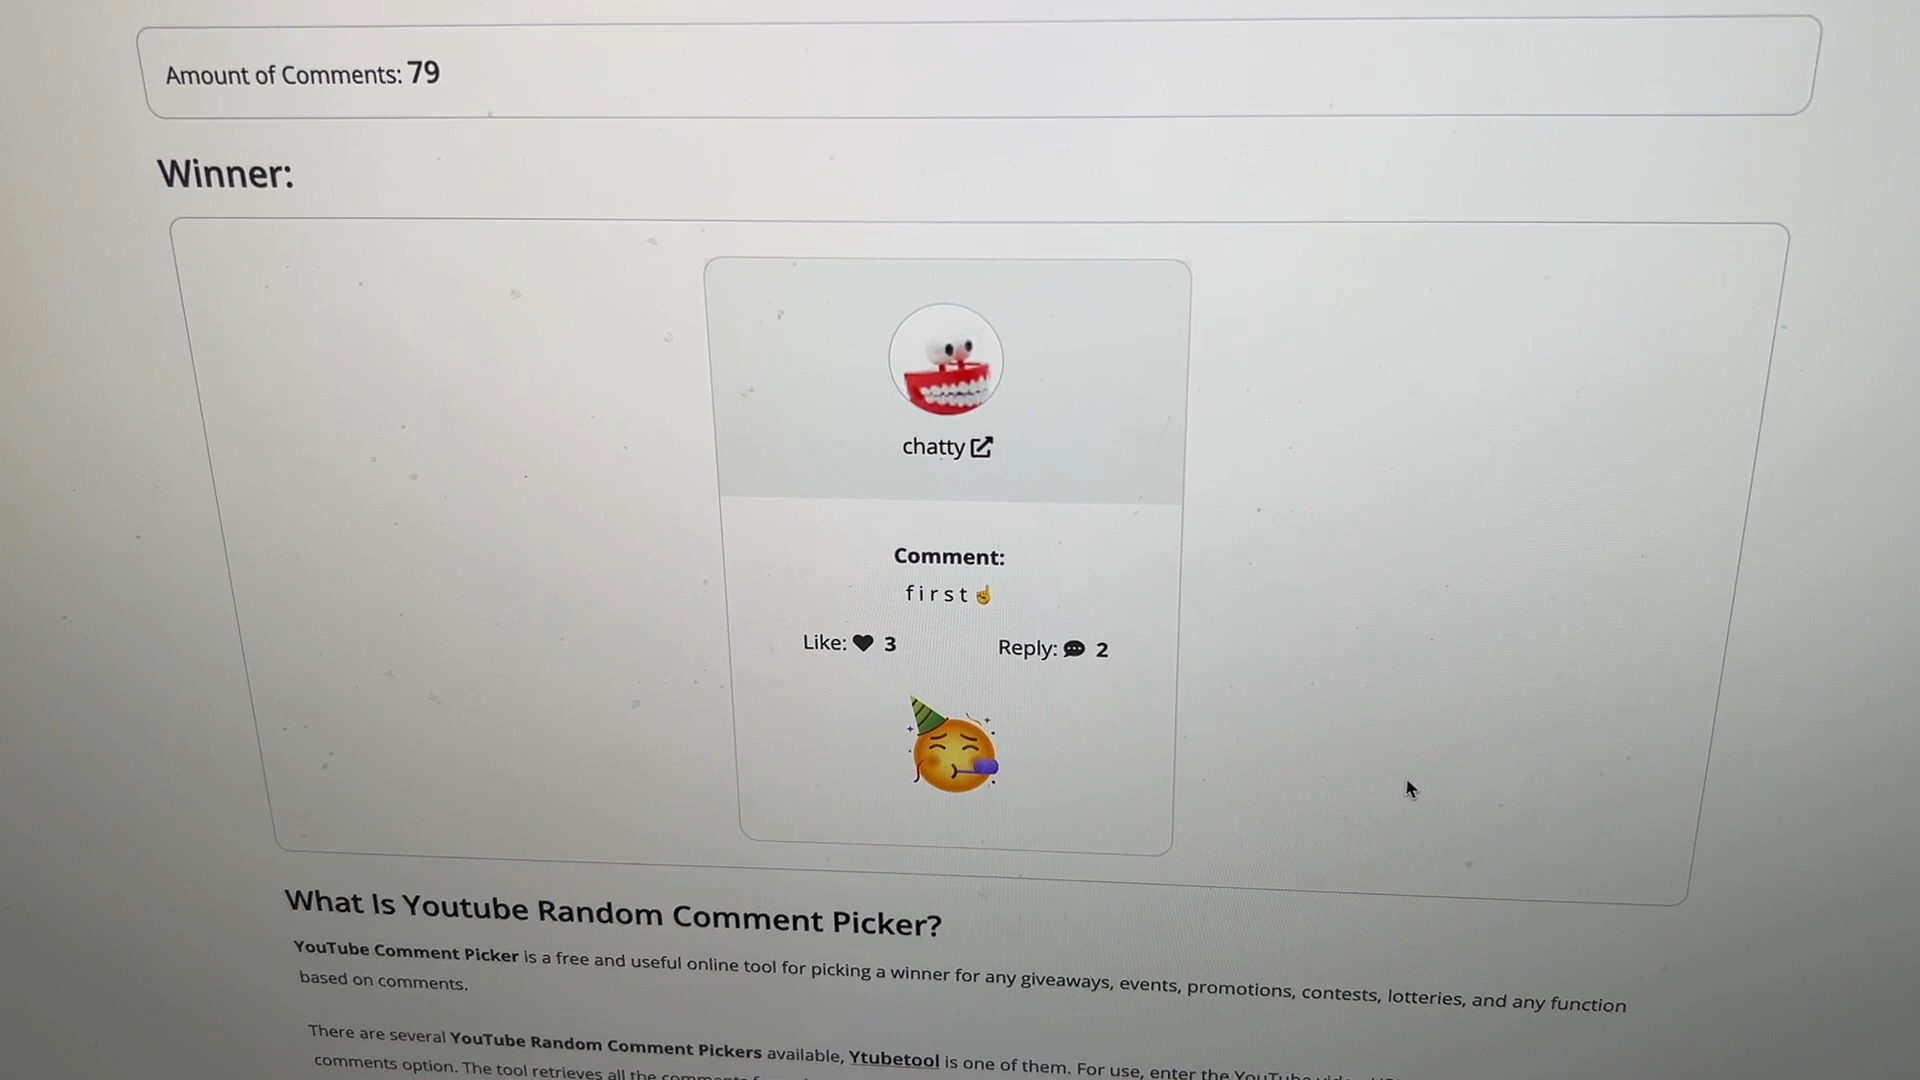 Amount of Comments: 79
Winner:
chatty
Comment:
f i r s t ☝
Like: 3 Reply: 2
What Is Youtube Random Comment Picker?
YouTube Comment Picker is a free and useful online tool for picking a winner for any giveaways, events, promotions, contests, lotteries, and any function
based on comments.
There are several YouTube Random Comment Pickers available, Ytubetool is one of them. For use, enter the YouTube
comments option. The tool retrieves all the